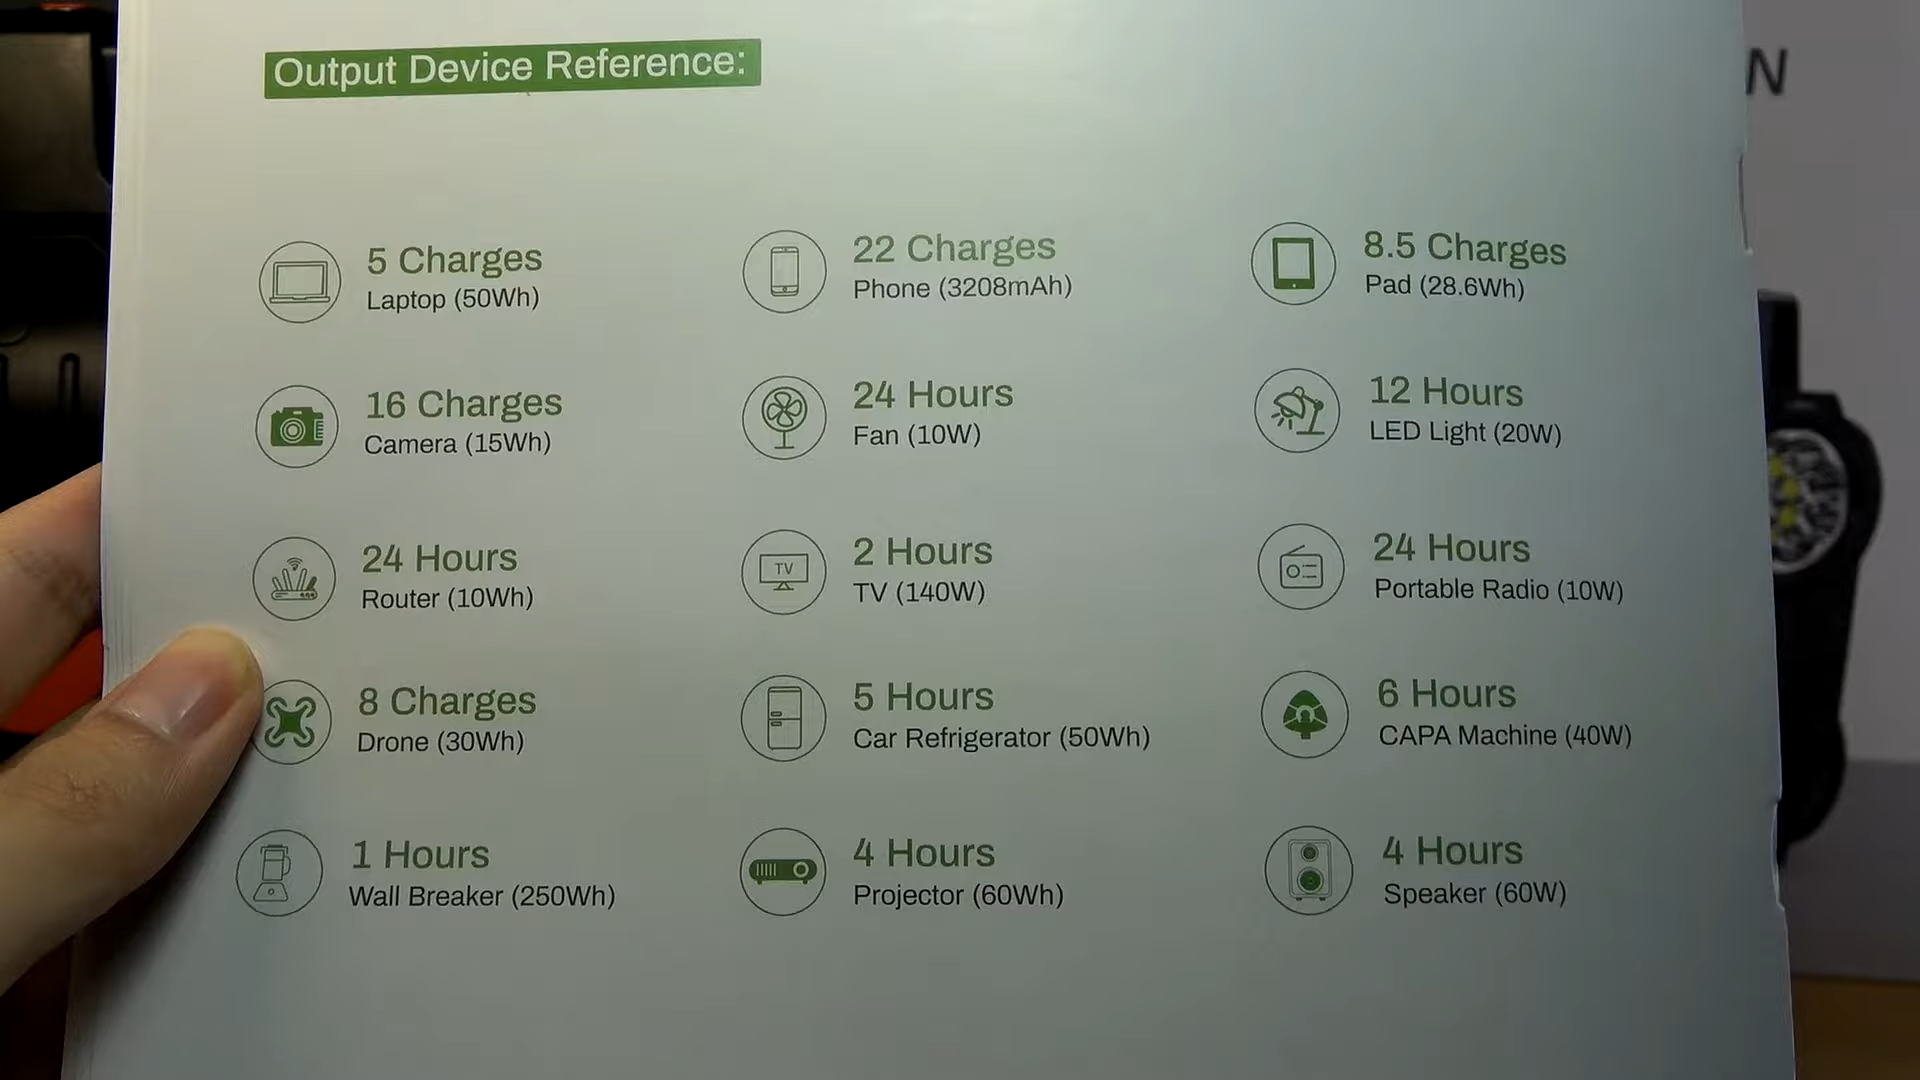 Output Device Reference:
5 Charges
Laptop (50Wh)
22 Charges
Phone (3208mAh)
8.5 Charges
Pad (28.6Wh)
16 Charges
Camera (15Wh)
24 Hours
Fan (10W)
12 Hours
LED Light (20W)
24 Hours
Router (10Wh)
2 Hours
TV
TV (140W)
24 Hours
Portable Radio (10W)
8 Charges
Drone (30Wh)
5 Hours
Car Refrigerator (50Wh)
6 Hours
CAPA Machine (40W)
1 Hours
Wall Breaker (250Wh)
4 Hours
Projector (60Wh)
4 Hours
Speaker (60W)
N